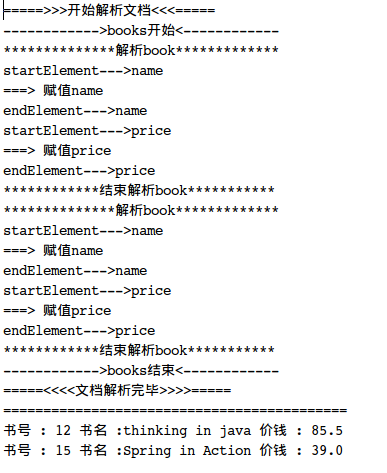 =====>>>开始解析文档<<<=====
------------>books开始<------------
**************解析book*************
startElement--->name
===> 赋值name
endElement--->name
startElement--->price
===> 赋值price
endElement--->price
************结束解析book***********
**************解析book*************
startElement--->name
===> 赋值name
endElement--->name
startElement--->price
===> 赋值price
endElement--->price
************结束解析book***********
------------>books结束<------------
=====<<<<文档解析完毕>>>>=====
===========================================
书号 : 12 书名 :thinking in java 价钱 : 85.5
书号 : 15 书名 :Spring in Action 价钱 : 39.0